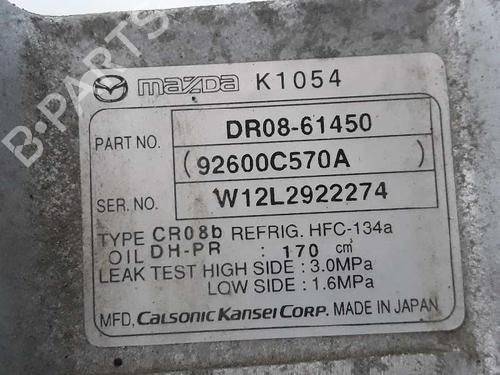 mazda K1054
PART NO. DR08-61450
(92600C570A)
SER. NO. W12L2922274
TYPE CR08b REFRIG. HFC-134a
OIL DH-PR : 170 cm³
LEAK TEST HIGH SIDE : 3.0MPa
LOW SIDE : 1.6MPa
MFD. CALSONIC KANSEI CORP. MADE IN JAPAN
B-PARTS